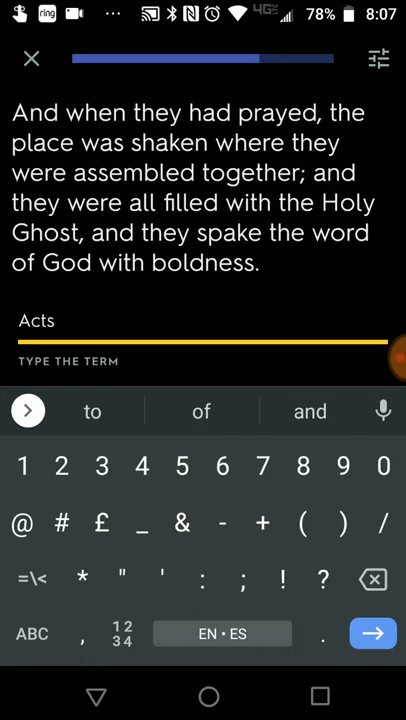 ring ... 4G 78% 8:07
And when they had prayed, the
place was shaken where they
were assembled together; and
they were all filled with the Holy
Ghost, and they spake the word
of God with boldness.
Acts
TYPE THE TERM
to of and
1 2 3 4 5 6 7 8 9 0
@ # £ _ & - + ( ) /
=\< * " ' : ; ! ?
ABC , 12 34 EN • ES .